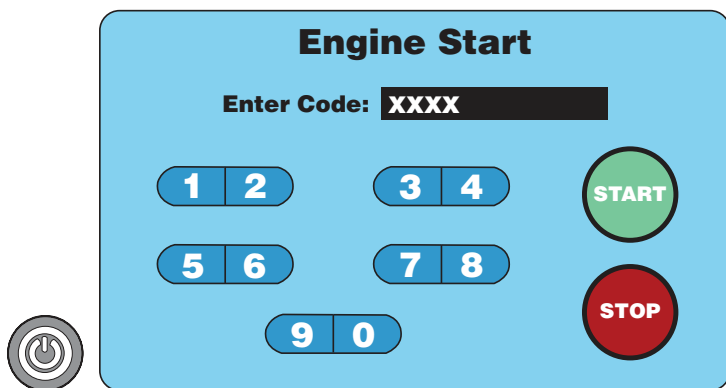 Engine Start
Enter Code: XXXX
1 2 3 4
START
5 6 7 8
STOP
9 0